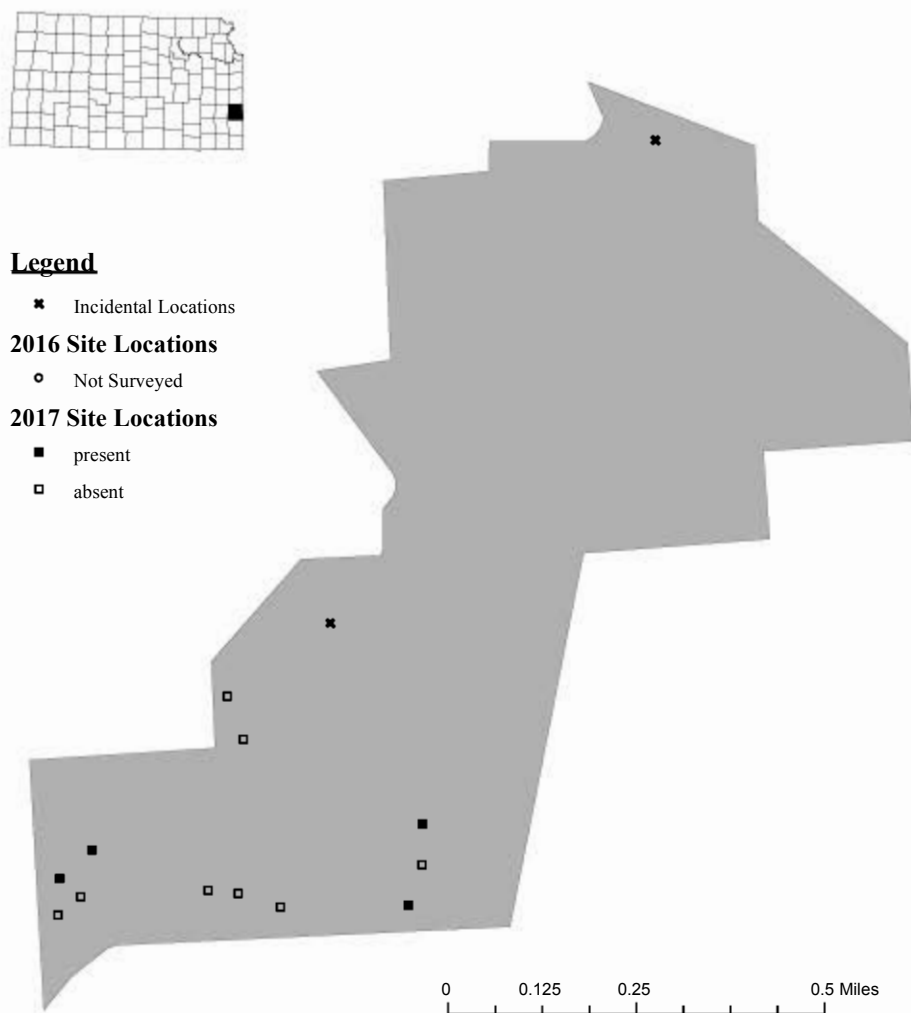 Legend
Incidental Locations
2016 Site Locations
Not Surveyed
2017 Site Locations
present
absent
0 0.125 0.25 0.5 Miles